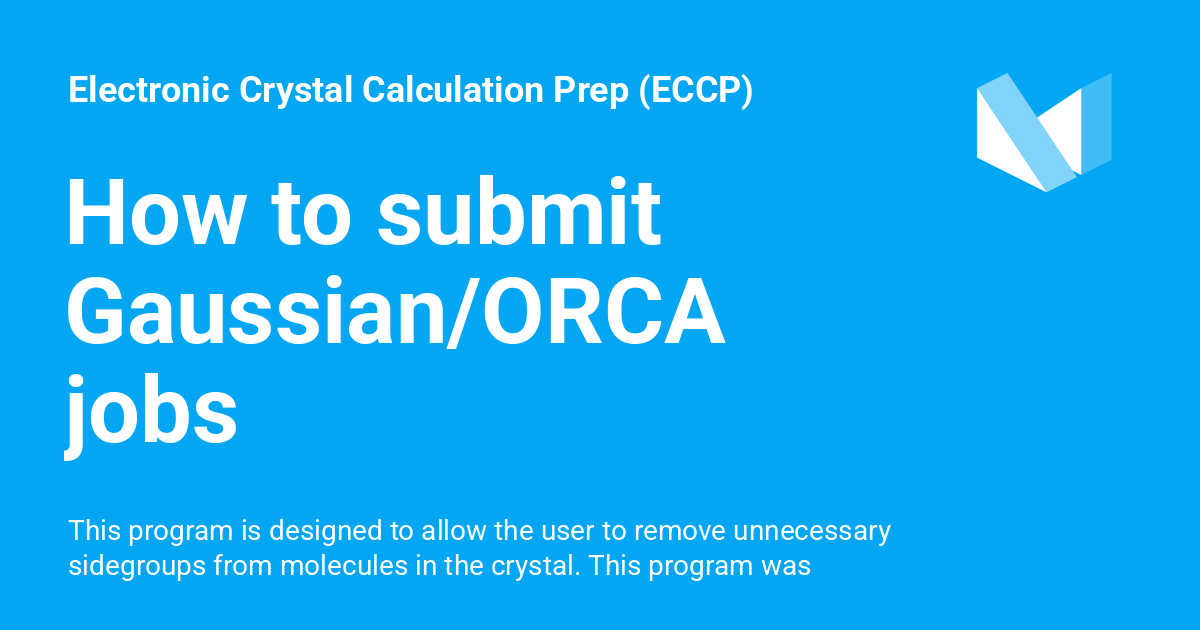 Electronic Crystal Calculation Prep (ECCP)
How to submit
Gaussian/ORCA
jobs
This program is designed to allow the user to remove unnecessary
sidegroups from molecules in the crystal. This program was